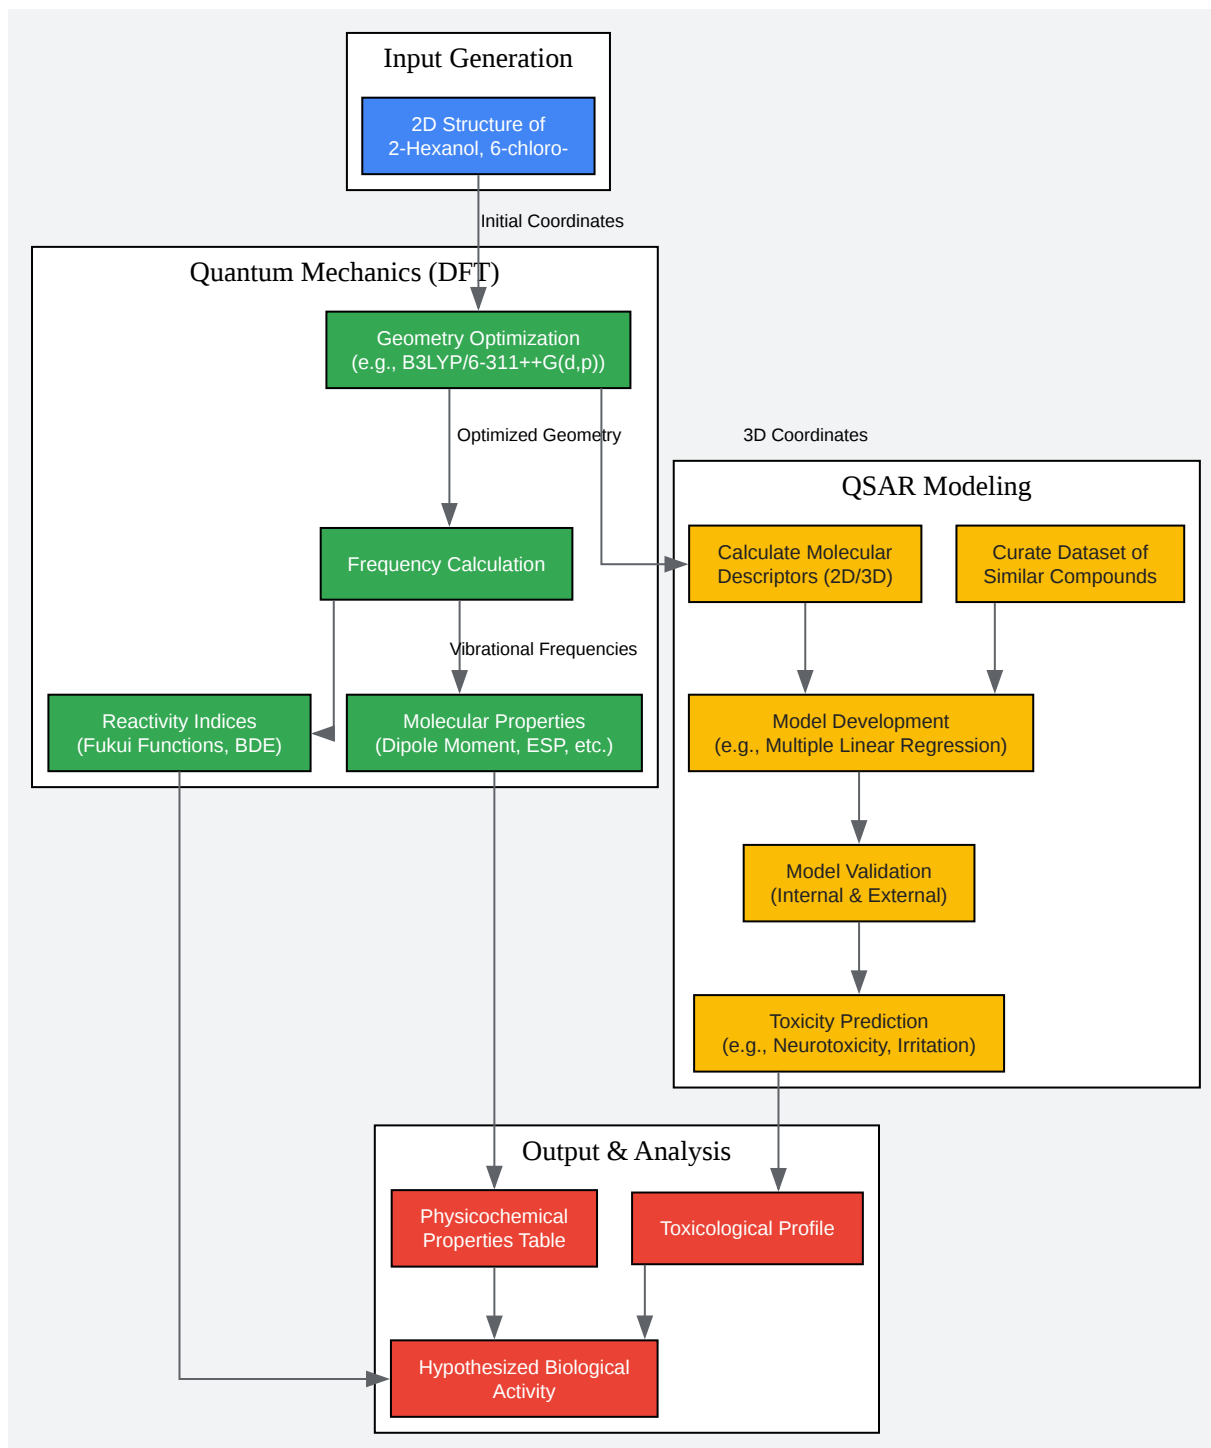 Input Generation
2D Structure of
2-Hexanol, 6-chloro-
Initial Coordinates
Quantum Mechanics (DFT)
Geometry Optimization
(e.g., B3LYP/6-311++G(d,p))
Optimized Geometry
3D Coordinates
Frequency Calculation
Vibrational Frequencies
Reactivity Indices
(Fukui Functions, BDE)
Molecular Properties
(Dipole Moment, ESP, etc.)
QSAR Modeling
Calculate Molecular
Descriptors (2D/3D)
Curate Dataset of
Similar Compounds
Model Development
(e.g., Multiple Linear Regression)
Model Validation
(Internal & External)
Toxicity Prediction
(e.g., Neurotoxicity, Irritation)
Output & Analysis
Physicochemical
Properties Table
Toxicological Profile
Hypothesized Biological
Activity